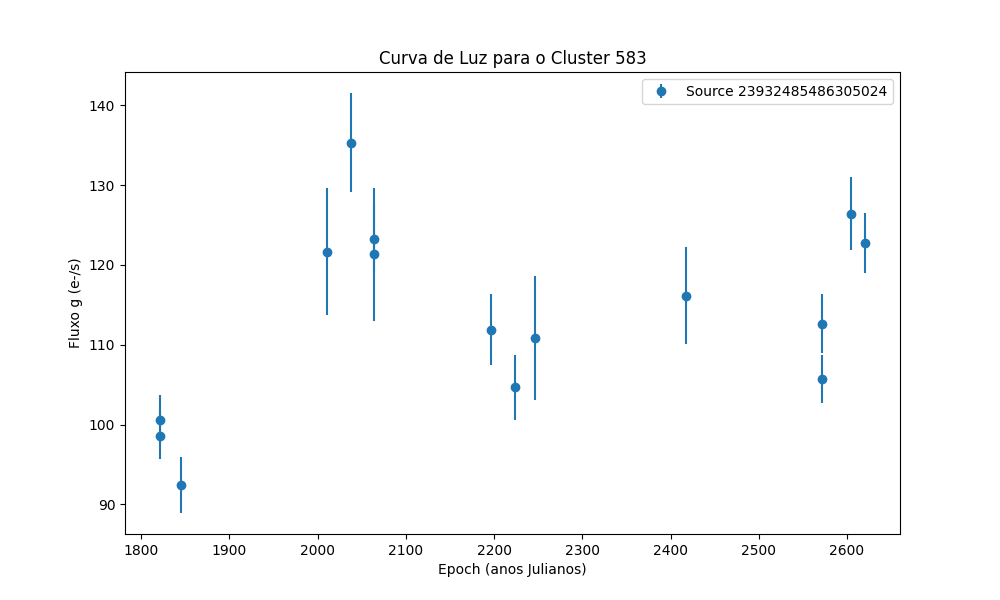 Curva de Luz para o Cluster 583
Source 23932485486305024
140
130
120
110
100
90
Fluxo g (e-/s)
1800 1900 2000 2100 2200 2300 2400 2500 2600
Epoch (anos Julianos)